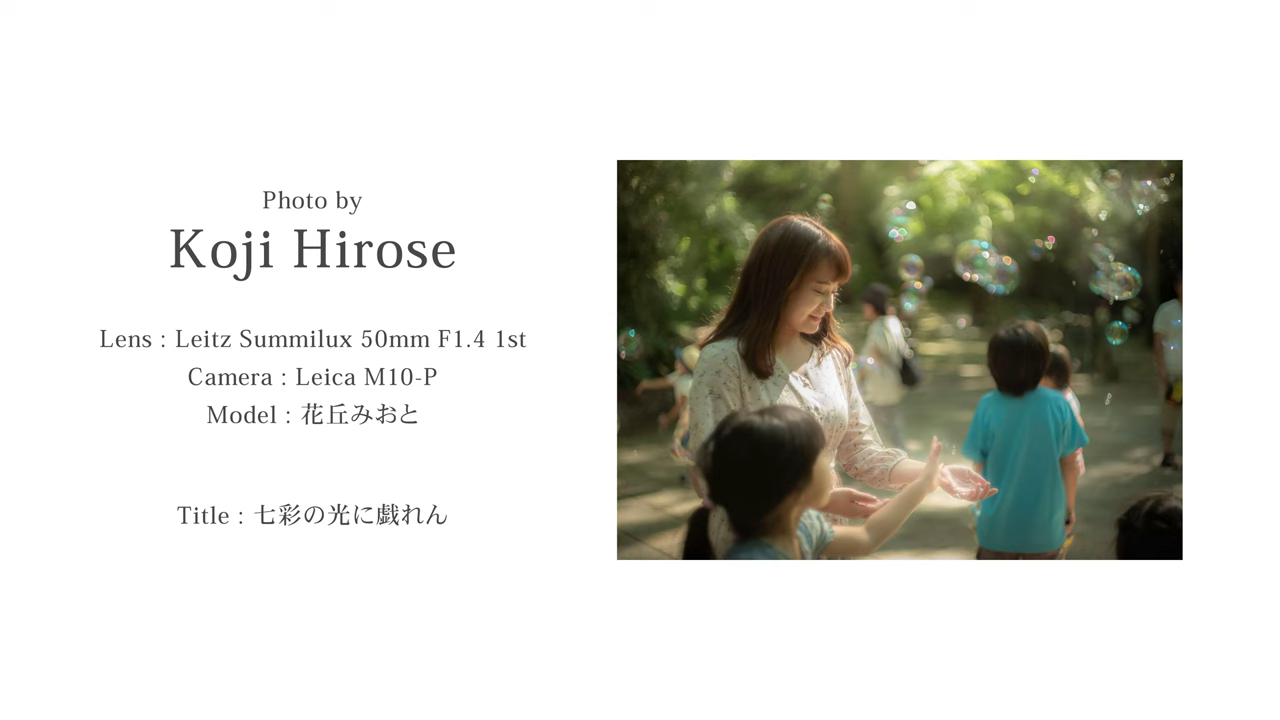 Photo by
Koji Hirose
Lens : Leitz Summilux 50mm F1.4 1st
Camera : Leica M10-P
Model : 花丘みおと
Title : 七彩の光に戯れん